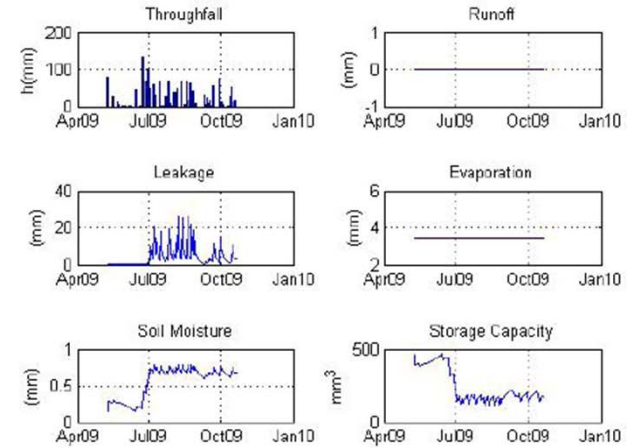 Throughfall
h(mm)
200
100
0
Apr09 Jul09 Oct09 Jan10
Runoff
(mm)
1
0
-1
Apr09 Jul09 Oct09 Jan10
Leakage
(mm)
40
20
0
Apr09 Jul09 Oct09 Jan10
Evaporation
(mm)
6
4
2
Apr09 Jul09 Oct09 Jan10
Soil Moisture
(mm)
1
0.5
0
Apr09 Jul09 Oct09 Jan10
Storage Capacity
mm³
500
0
Apr09 Jul09 Oct09 Jan10